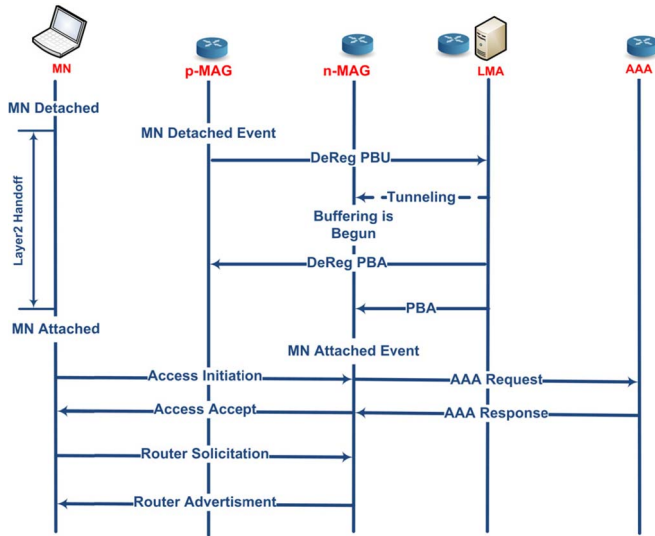 MN
p-MAG
n-MAG
LMA
AAA
MN Detached
MN Detached Event
DeReg PBU
Layer2 Handoff
Tunneling
Buffering is
Begun
DeReg PBA
PBA
MN Attached
MN Attached Event
Access Initiation
AAA Request
Access Accept
AAA Response
Router Solicitation
Router Advertisment